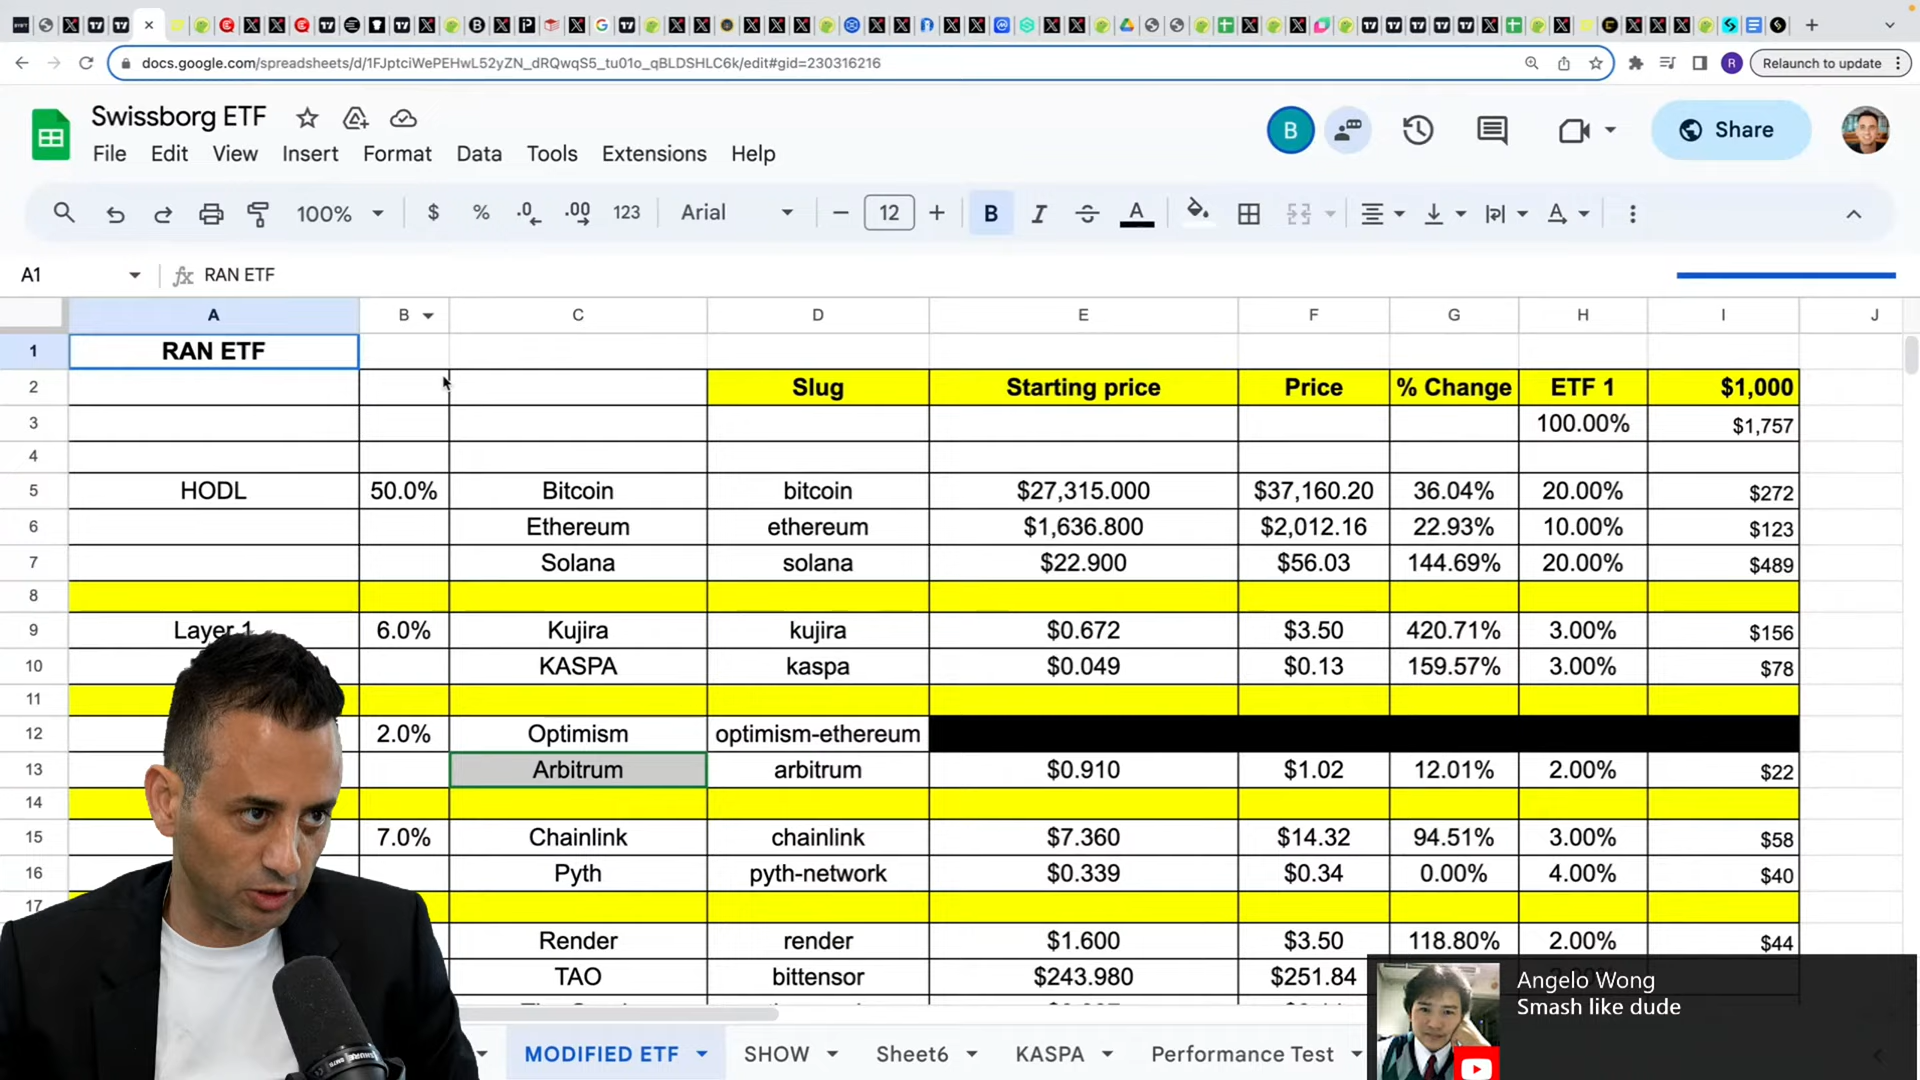 docs.google.com/spreadsheets/d/1FJptciWePEHwL52yZN_dRQwqS5_tu01o_qBLDSHLC6k/edit#gid=230316216
R
Relaunch to update
Swissborg ETF
B
Share
File Edit View Insert Format Data Tools Extensions Help
100% $ % .0 .00 123 Arial 12 B I A
A1 fx RAN ETF
A B C D E F G H I J
1 RAN ETF
2 Slug Starting price Price % Change ETF 1 $1,000
3 100.00% $1,757
4
5 HODL 50.0% Bitcoin bitcoin $27,315.000 $37,160.20 36.04% 20.00% $272
6 Ethereum ethereum $1,636.800 $2,012.16 22.93% 10.00% $123
7 Solana solana $22.900 $56.03 144.69% 20.00% $489
8
9 Layer 1 6.0% Kujira kujira $0.672 $3.50 420.71% 3.00% $156
10 KASPA kaspa $0.049 $0.13 159.57% 3.00% $78
11
12 2.0% Optimism optimism-ethereum
13 Arbitrum arbitrum $0.910 $1.02 12.01% 2.00% $22
14
15 7.0% Chainlink chainlink $7.360 $14.32 94.51% 3.00% $58
16 Pyth pyth-network $0.339 $0.34 0.00% 4.00% $40
17
Render render $1.600 $3.50 118.80% 2.00% $44
TAO bittensor $243.980 $251.84
Angelo Wong
Smash like dude
MODIFIED ETF SHOW Sheet6 KASPA Performance Test